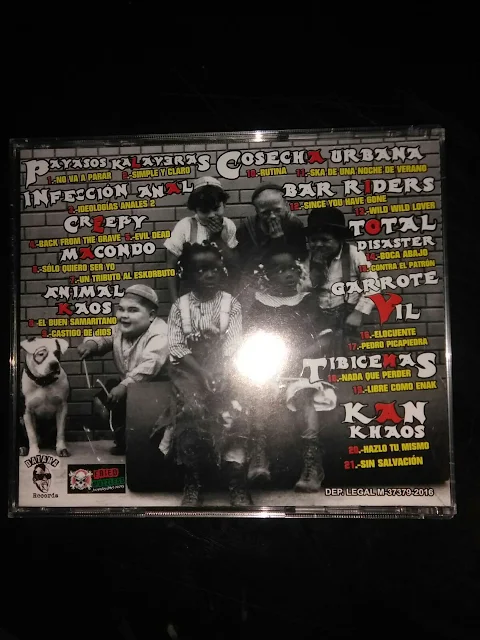 PAYASOS KALAVERAS
1.-NO VA A PARAR 2.-SIMPLE Y CLARO
INFECCIÓN ANAL
3.-IDEOLOGÍAS ANALES 2
CREEPY
4.-BACK FROM THE GRAVE 5.-EVIL DEAD
MACONDO
6.-SÓLO QUIERO SER YO
7.-UN TRIBUTO AL ESKORBUTO
ANIMAL
KAOS
8.-EL BUEN SAMARITANO
9.-CASTIGO DE DIOS
COSECHA URBANA
10.-RUTINA 11.-SKA DE UNA NOCHE DE VERANO
BAR RIDERS
12.-SINCE YOU HAVE GONE
13.-WILD WILD LOVER
TOTAL
DISASTER
14.-BOCA ABAJO
15.-CONTRA EL PATRÓN
GARROTE
VIL
16.-ELOCUENTE
17.-PEDRO PICAPIEDRA
TIBICENAS
18.-NADA QUE PERDER
19.-LIBRE COMO ENAK
KAN
KHAOS
20.-HAZLO TU MISMO
21.-SIN SALVACIÓN
Records
DEP. LEGAL M-37379-2016